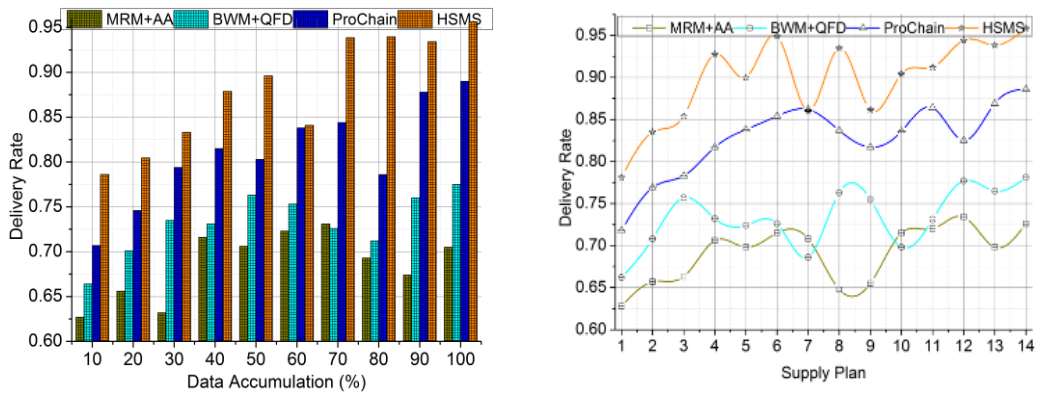 MRM+AA BWM+QFD ProChain HSMS
0.95
0.90
0.85
0.80
0.75
0.70
0.65
0.60
Delivery Rate
10 20 30 40 50 60 70 80 90 100
Data Accumulation (%)
MRM+AA BWM+QFD ProChain HSMS
0.95
0.90
0.85
0.80
0.75
0.70
0.65
0.60
Delivery Rate
1 2 3 4 5 6 7 8 9 10 11 12 13 14
Supply Plan